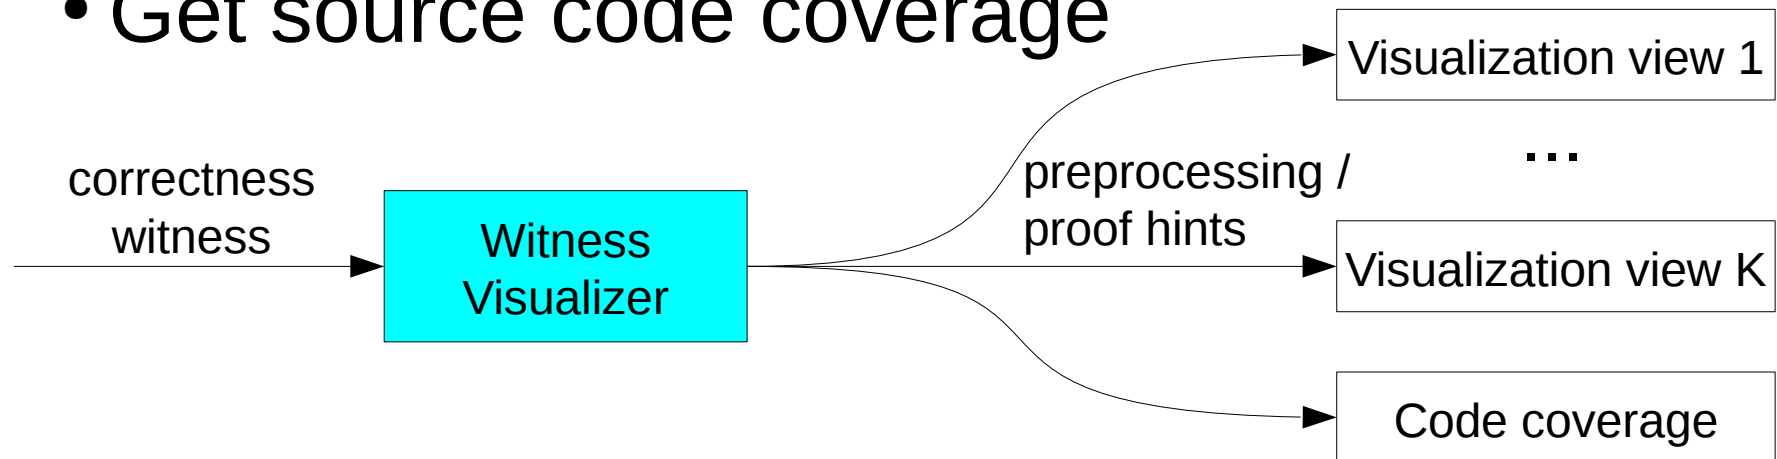 • Get source code coverage
Visualization view 1
...
correctness
witness
Witness
Visualizer
preprocessing /
proof hints
Visualization view K
Code coverage